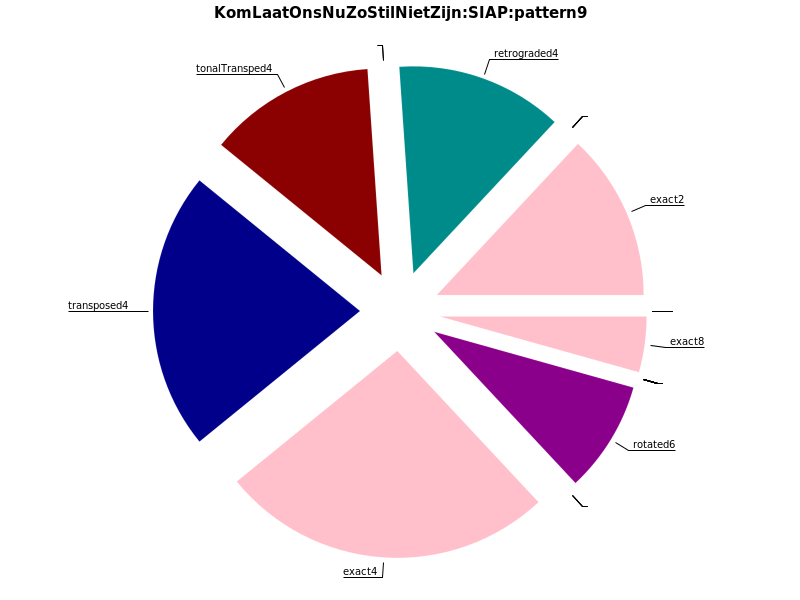 KomLaatOnsNuZoStilNietZijn:SIAP:pattern9
retrograded4
tonalTransped4
exact2
transposed4
exact8
rotated6
exact4